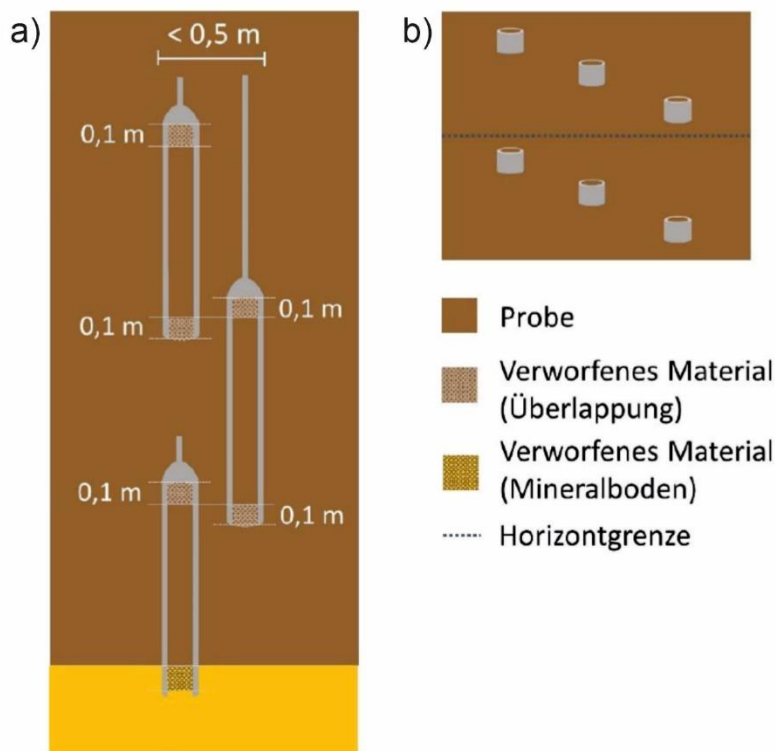 a)
< 0,5 m
0,1 m
0,1 m
0,1 m
0,1 m
0,1 m
b)
Probe
Verworfenes Material
(Überlappung)
Verworfenes Material
(Mineralboden)
Horizontgrenze